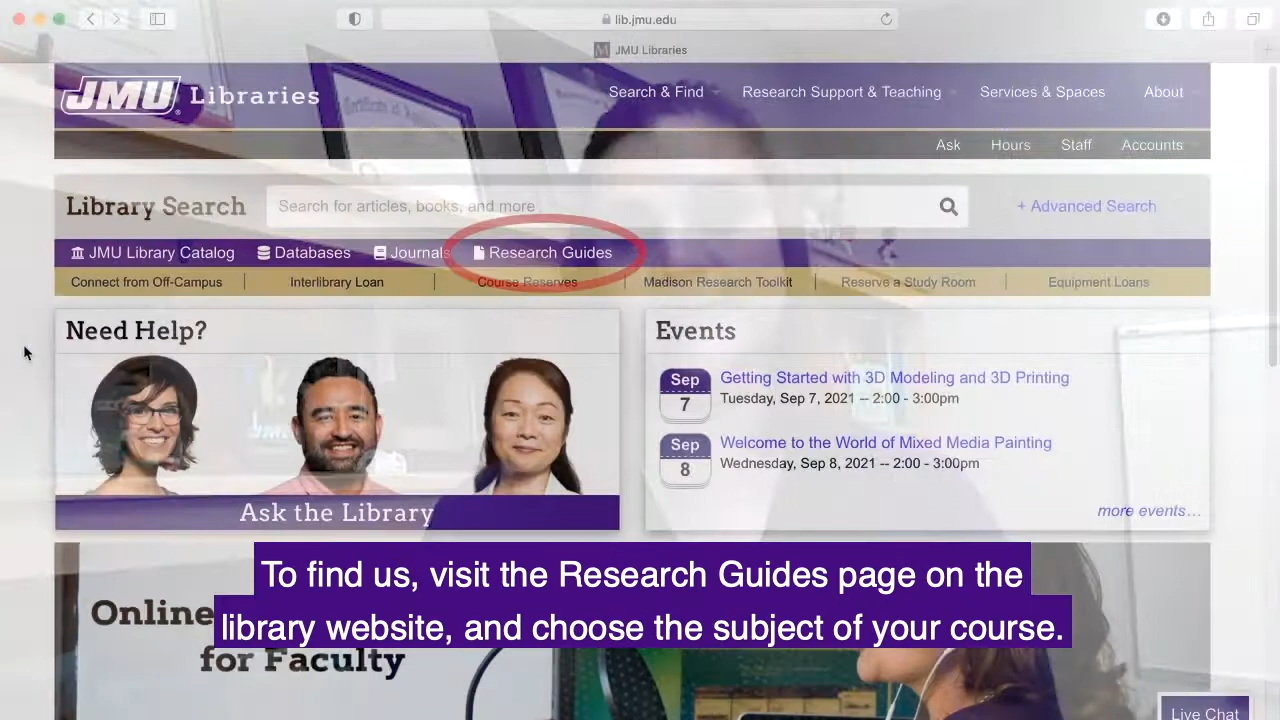 lib.jmu.edu
JMU Libraries
JMU Libraries
Search & Find
Research Support & Teaching
Services & Spaces
About
Ask
Hours
Staff
Accounts
Library Search
Search for articles, books, and more
+ Advanced Search
JMU Library Catalog
Databases
Journals
Research Guides
Connect from Off-Campus
Interlibrary Loan
Course Reserves
Madison Research Toolkit
Reserve a Study Room
Equipment Loans
Need Help?
Ask the Library
Events
Sep
7
Getting Started with 3D Modeling and 3D Printing
Tuesday, Sep 7, 2021 -- 2:00 - 3:00pm
Sep
8
Welcome to the World of Mixed Media Painting
Wednesday, Sep 8, 2021 -- 2:00 - 3:00pm
more events…
Online
for Faculty
To find us, visit the Research Guides page on the
library website, and choose the subject of your course.
Live Chat